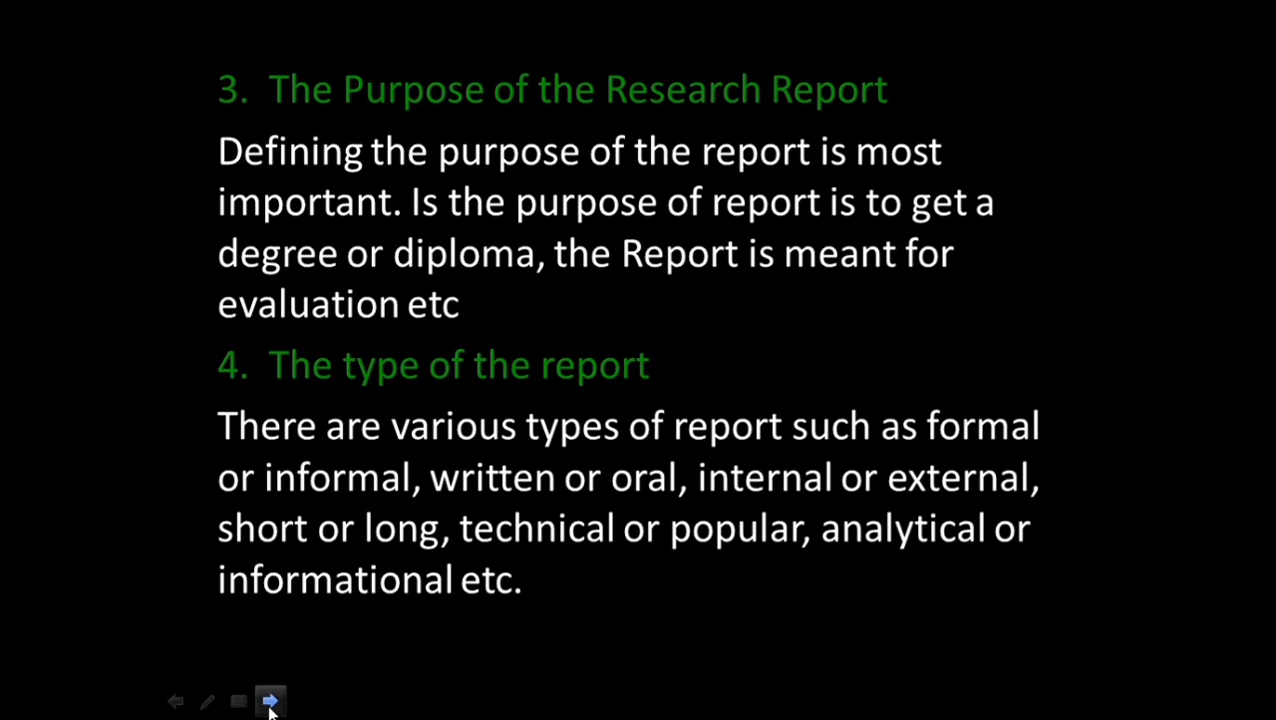 3. The Purpose of the Research Report
Defining the purpose of the report is most
important. Is the purpose of report is to get a
degree or diploma, the Report is meant for
evaluation etc
4. The type of the report
There are various types of report such as formal
or informal, written or oral, internal or external,
short or long, technical or popular, analytical or
informational etc.